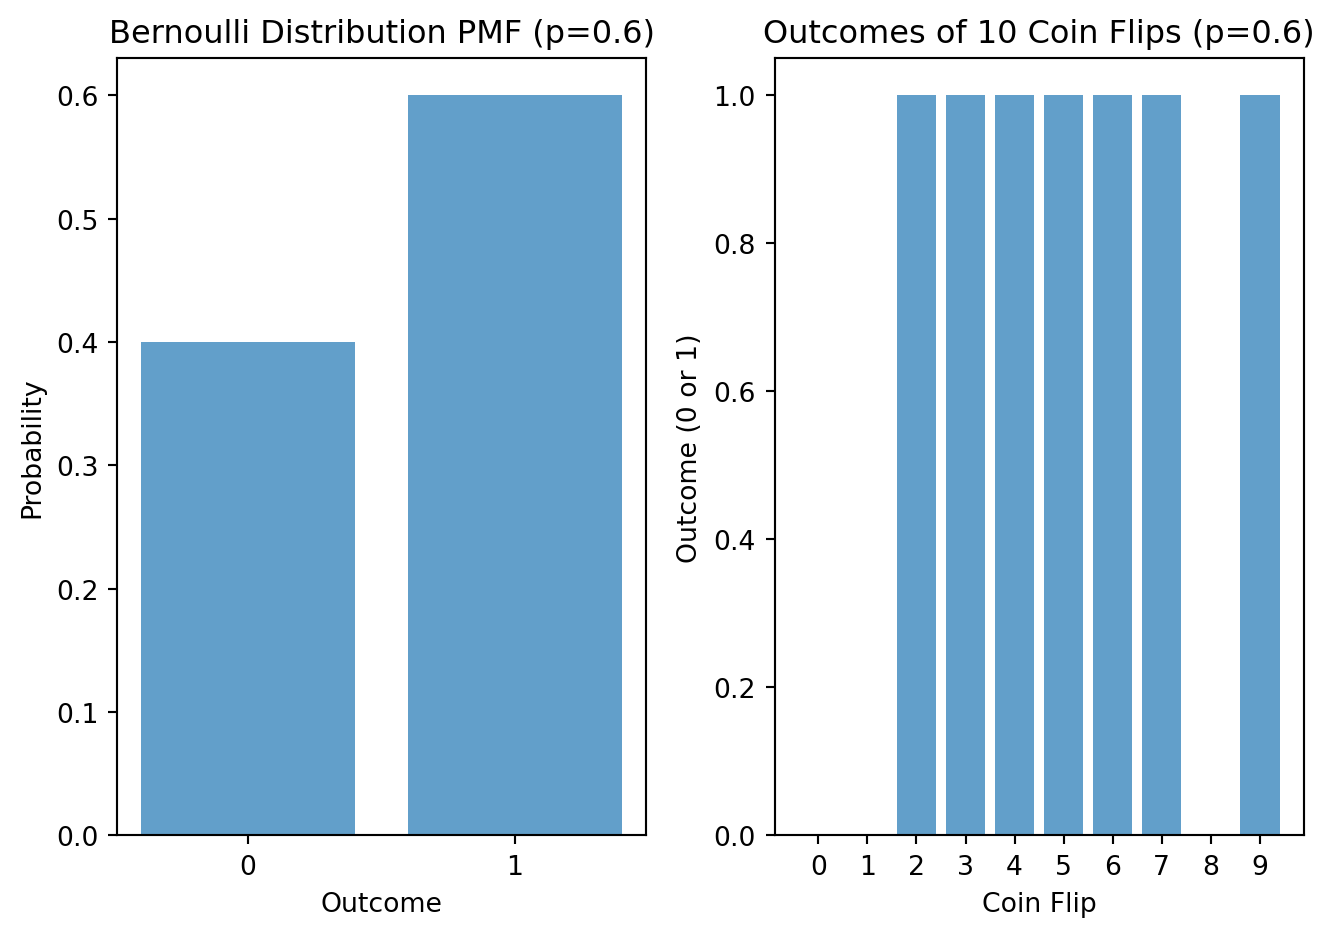 Bernoulli Distribution PMF (p=0.6)
0.6
0.5
0.4
0.3
0.2
0.1
0.0
Probability
0 1
Outcome
Outcomes of 10 Coin Flips (p=0.6)
1.0
0.8
0.6
0.4
0.2
0.0
Outcome (0 or 1)
0 1 2 3 4 5 6 7 8 9
Coin Flip